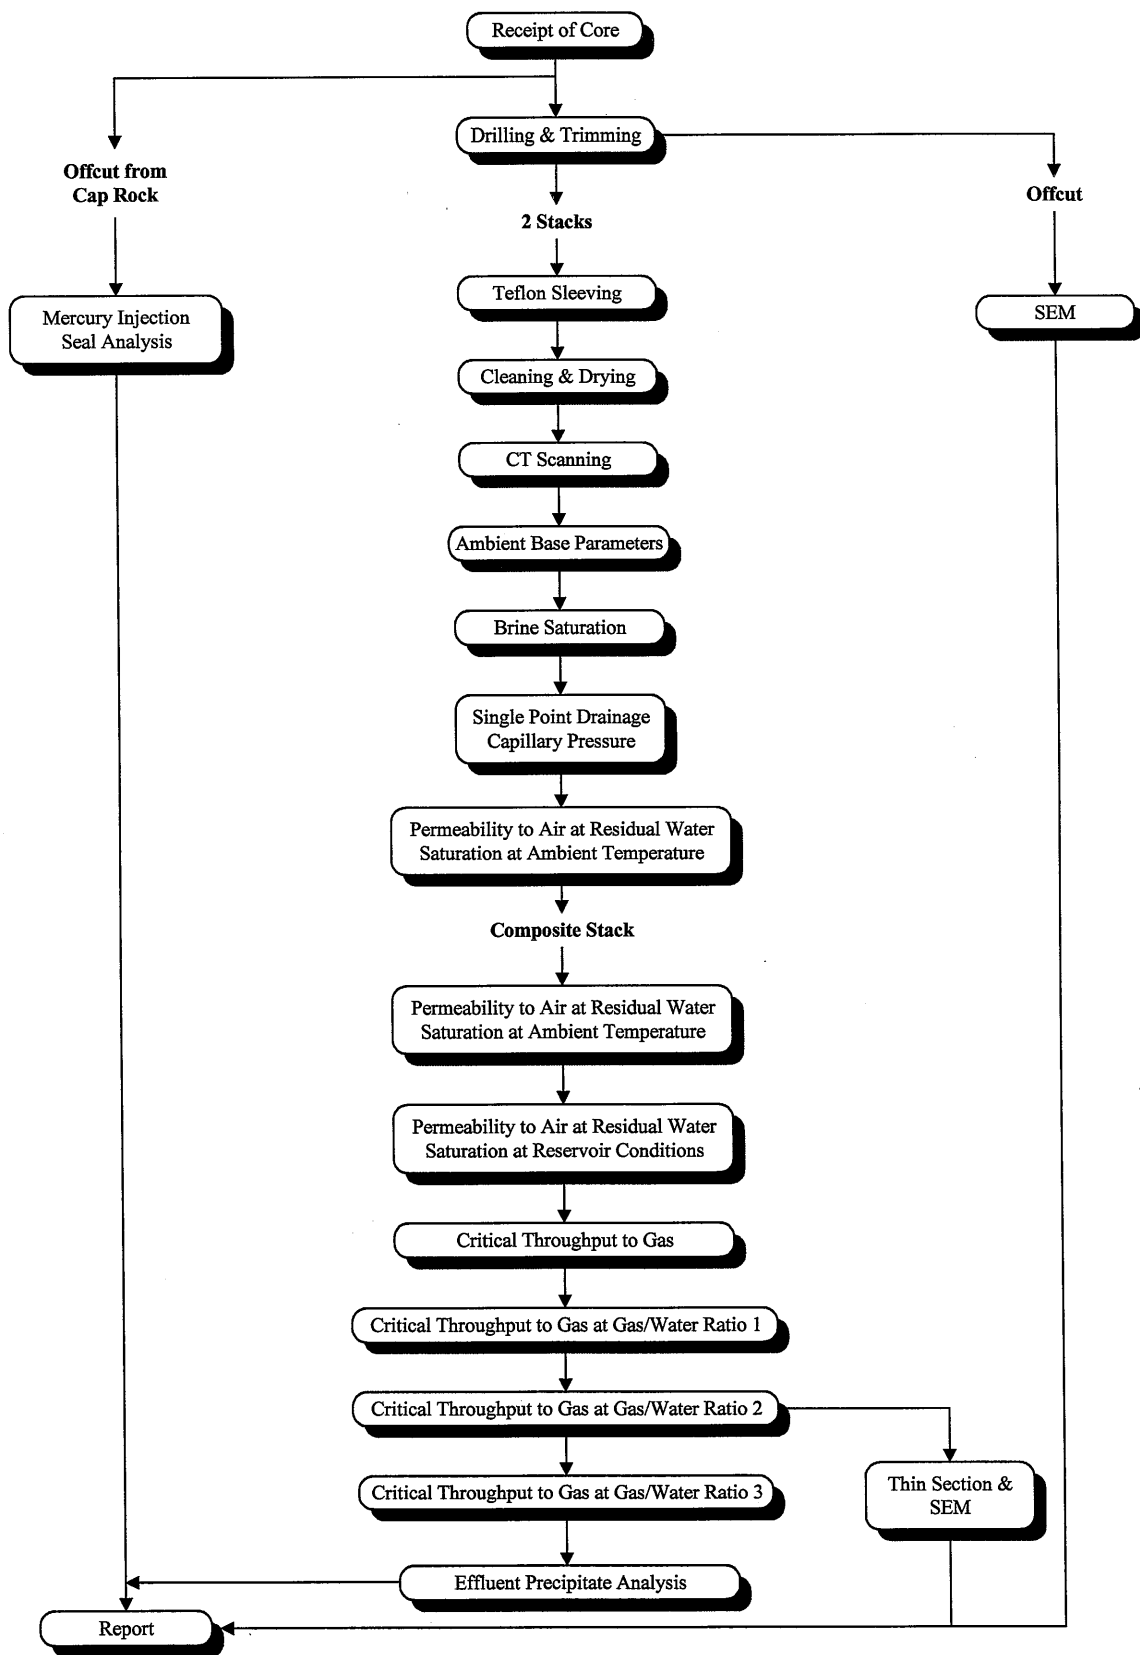 Receipt of Core
Drilling & Trimming
Offcut from
Cap Rock
Offcut
2 Stacks
Teflon Sleeving
Mercury Injection
Seal Analysis
SEM
Cleaning & Drying
CT Scanning
Ambient Base Parameters
Brine Saturation
Single Point Drainage
Capillary Pressure
Permeability to Air at Residual Water
Saturation at Ambient Temperature
Composite Stack
Permeability to Air at Residual Water
Saturation at Ambient Temperature
Permeability to Air at Residual Water
Saturation at Reservoir Conditions
Critical Throughput to Gas
Critical Throughput to Gas at Gas/Water Ratio 1
Critical Throughput to Gas at Gas/Water Ratio 2
Critical Throughput to Gas at Gas/Water Ratio 3
Thin Section &
SEM
Effluent Precipitate Analysis
Report